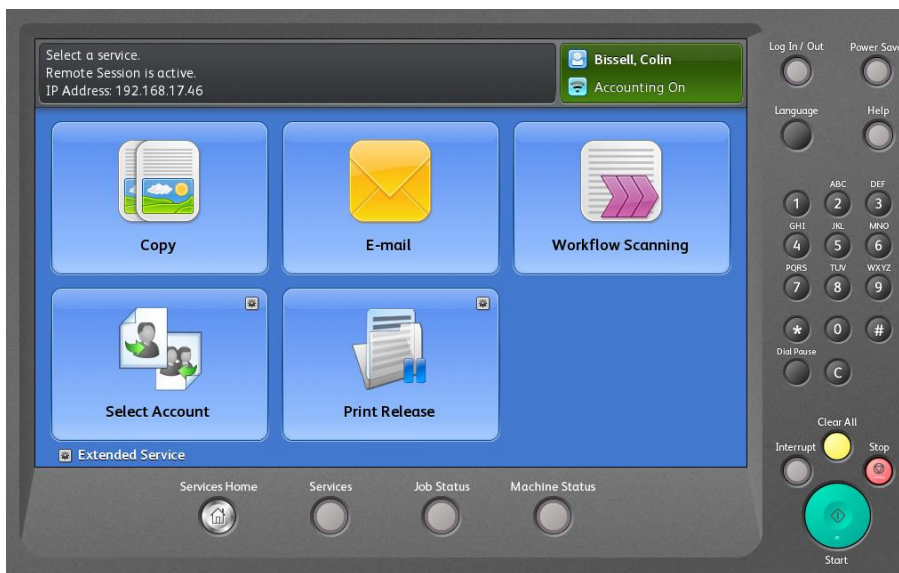 Select a service.
Remote Session is active.
IP Address: 192.168.17.46
Bissell, Colin
Accounting On
Copy
E-mail
Workflow Scanning
Select Account
Print Release
Extended Service
Services Home
Services
Job Status
Machine Status
Log In / Out
Power Save
Language
Help
ABC
DEF
1
2
3
GHI
JKL
MNO
4
5
6
PQRS
TUV
WXYZ
7
8
9
*
0
#
Dial Pause
C
Clear All
Interrupt
Stop
Start